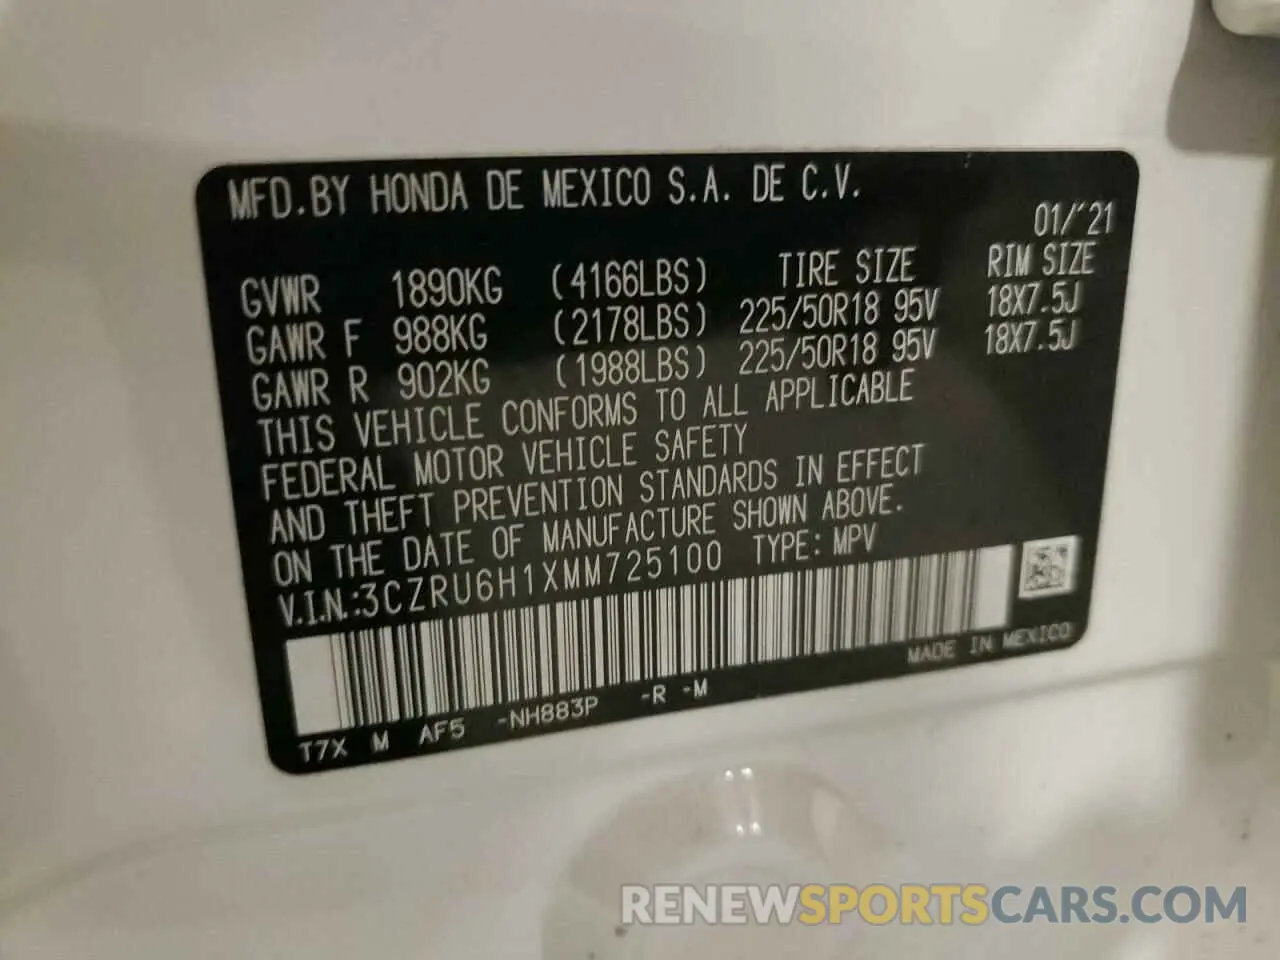 MFD.BY HONDA DE MEXICO S.A. DE C.V.
01/'21
GVWR 1890KG (4166LBS) TIRE SIZE RIM SIZE
GAWR F 988KG (2178LBS) 225/50R18 95V 18X7.5J
GAWR R 902KG (1988LBS) 225/50R18 95V 18X7.5J
THIS VEHICLE CONFORMS TO ALL APPLICABLE
FEDERAL MOTOR VEHICLE SAFETY
AND THEFT PREVENTION STANDARDS IN EFFECT
ON THE DATE OF MANUFACTURE SHOWN ABOVE.
V.I.N.:3CZRU6H1XMM725100 TYPE: MPV
MADE IN MEXICO
T7X M AF5 -NH883P -R -M
RENEWSPORTSCARS.COM